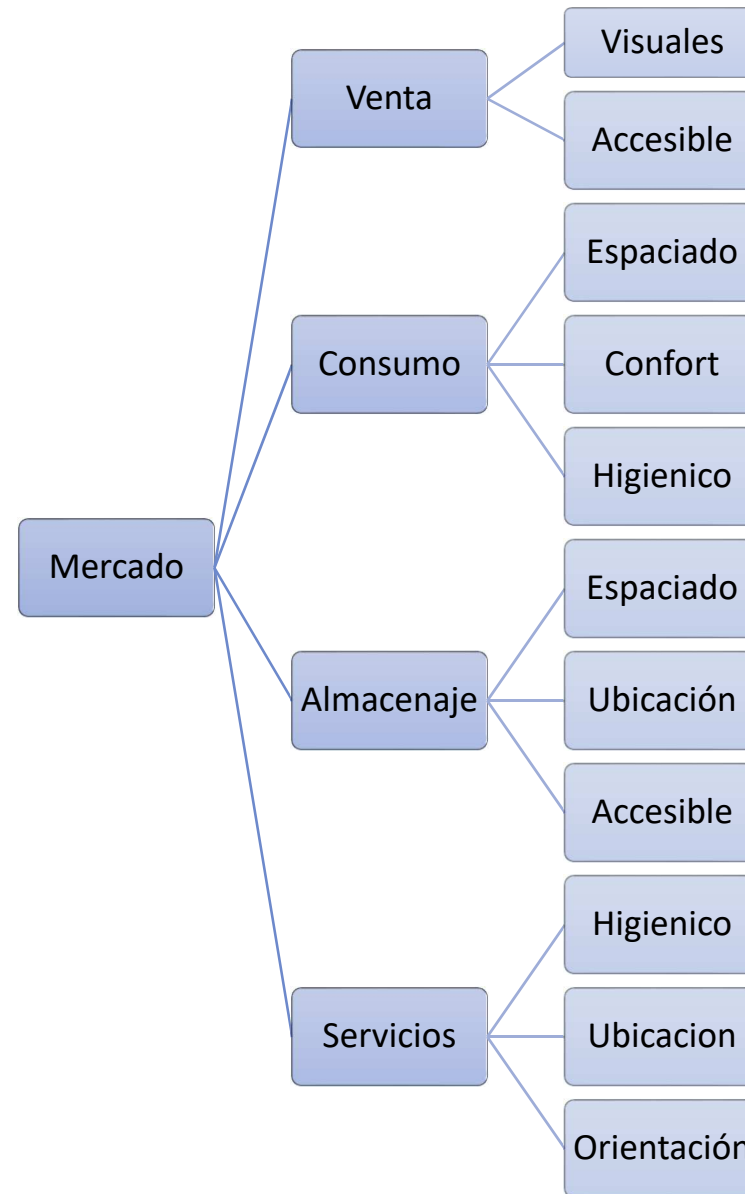 Mercado
Venta
Visuales
Accesible
Consumo
Espaciado
Confort
Higienico
Almacenaje
Espaciado
Ubicación
Accesible
Servicios
Higienico
Ubicacion
Orientación